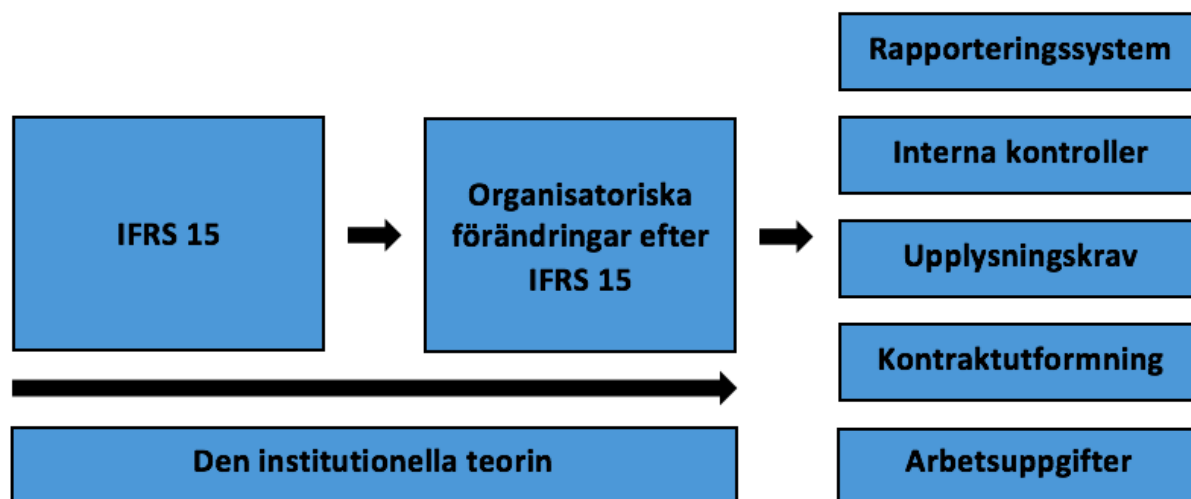 IFRS 15
Organisatoriska
förändringar efter
IFRS 15
Den institutionella teorin
Rapporteringssystem
Interna kontroller
Upplysningskrav
Kontraktutformning
Arbetsuppgifter